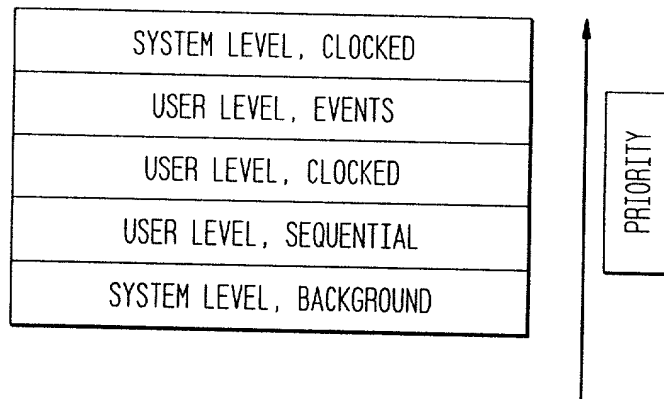 SYSTEM LEVEL, CLOCKED
USER LEVEL, EVENTS
USER LEVEL, CLOCKED
USER LEVEL, SEQUENTIAL
SYSTEM LEVEL, BACKGROUND
PRIORITY